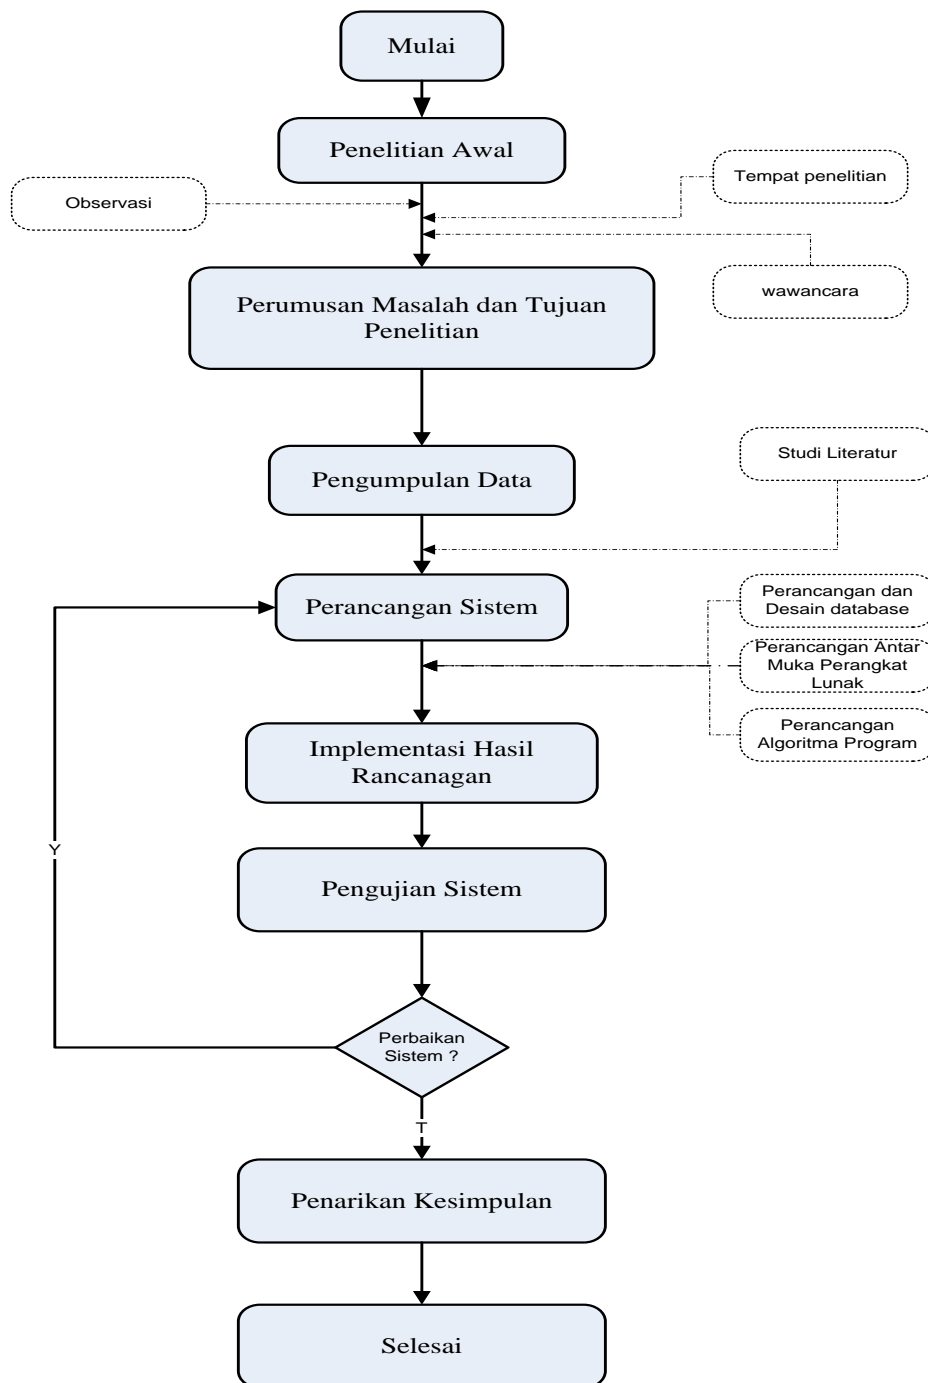 Mulai
Penelitian Awal
Observasi
Tempat penelitian
wawancara
Perumusan Masalah dan Tujuan
Penelitian
Pengumpulan Data
Studi Literatur
Perancangan Sistem
Perancangan dan
Desain database
Perancangan Antar
Muka Perangkat
Lunak
Perancangan
Algoritma Program
Implementasi Hasil
Rancanagan
Y
Pengujian Sistem
Perbaikan
Sistem ?
T
Penarikan Kesimpulan
Selesai